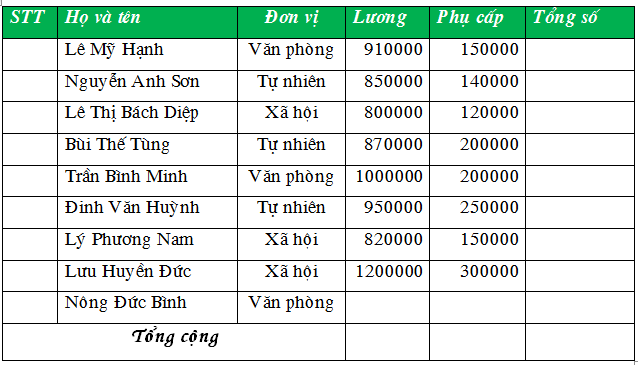 STT Họ và tên Đơn vị Lương Phụ cấp Tổng số
Lê Mỹ Hạnh Văn phòng 910000 150000
Nguyễn Anh Sơn Tự nhiên 850000 140000
Lê Thị Bách Diệp Xã hội 800000 120000
Bùi Thế Tùng Tự nhiên 870000 200000
Trần Bình Minh Văn phòng 1000000 200000
Đinh Văn Huỳnh Tự nhiên 950000 250000
Lý Phương Nam Xã hội 820000 150000
Lưu Huyền Đức Xã hội 1200000 300000
Nông Đức Bình Văn phòng
Tổng cộng